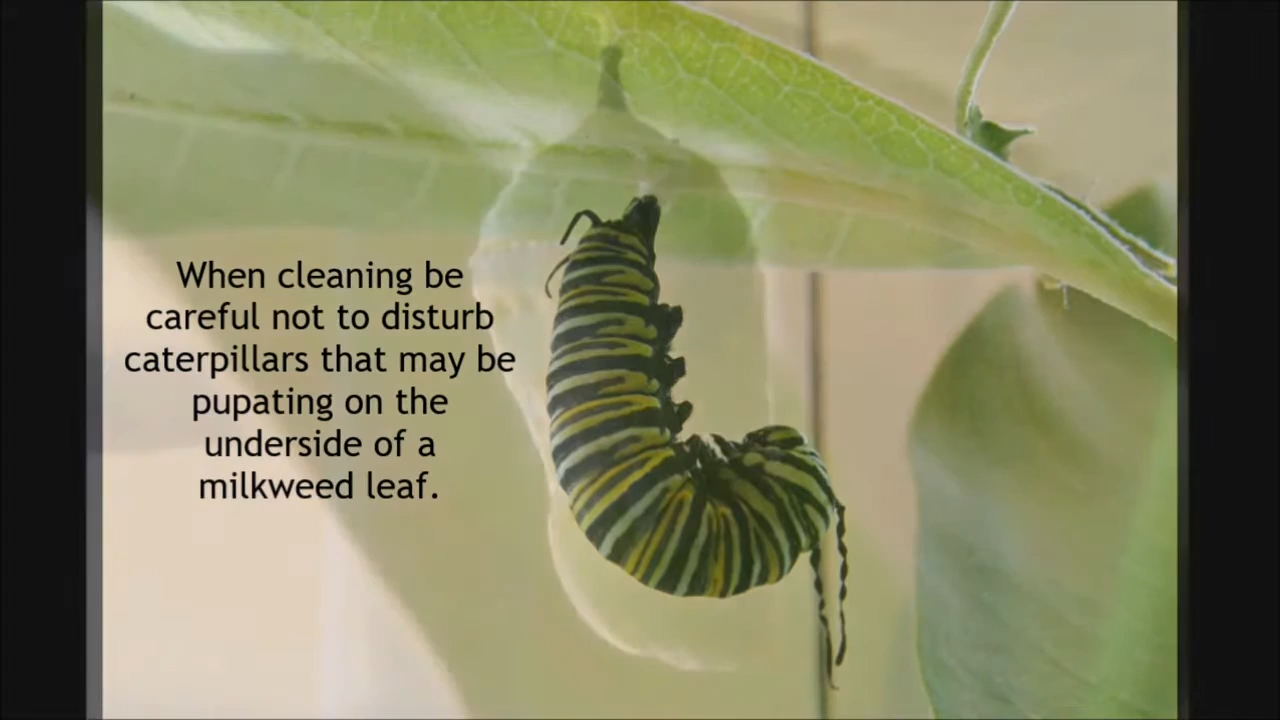 When cleaning be
careful not to disturb
caterpillars that may be
pupating on the
underside of a
milkweed leaf.